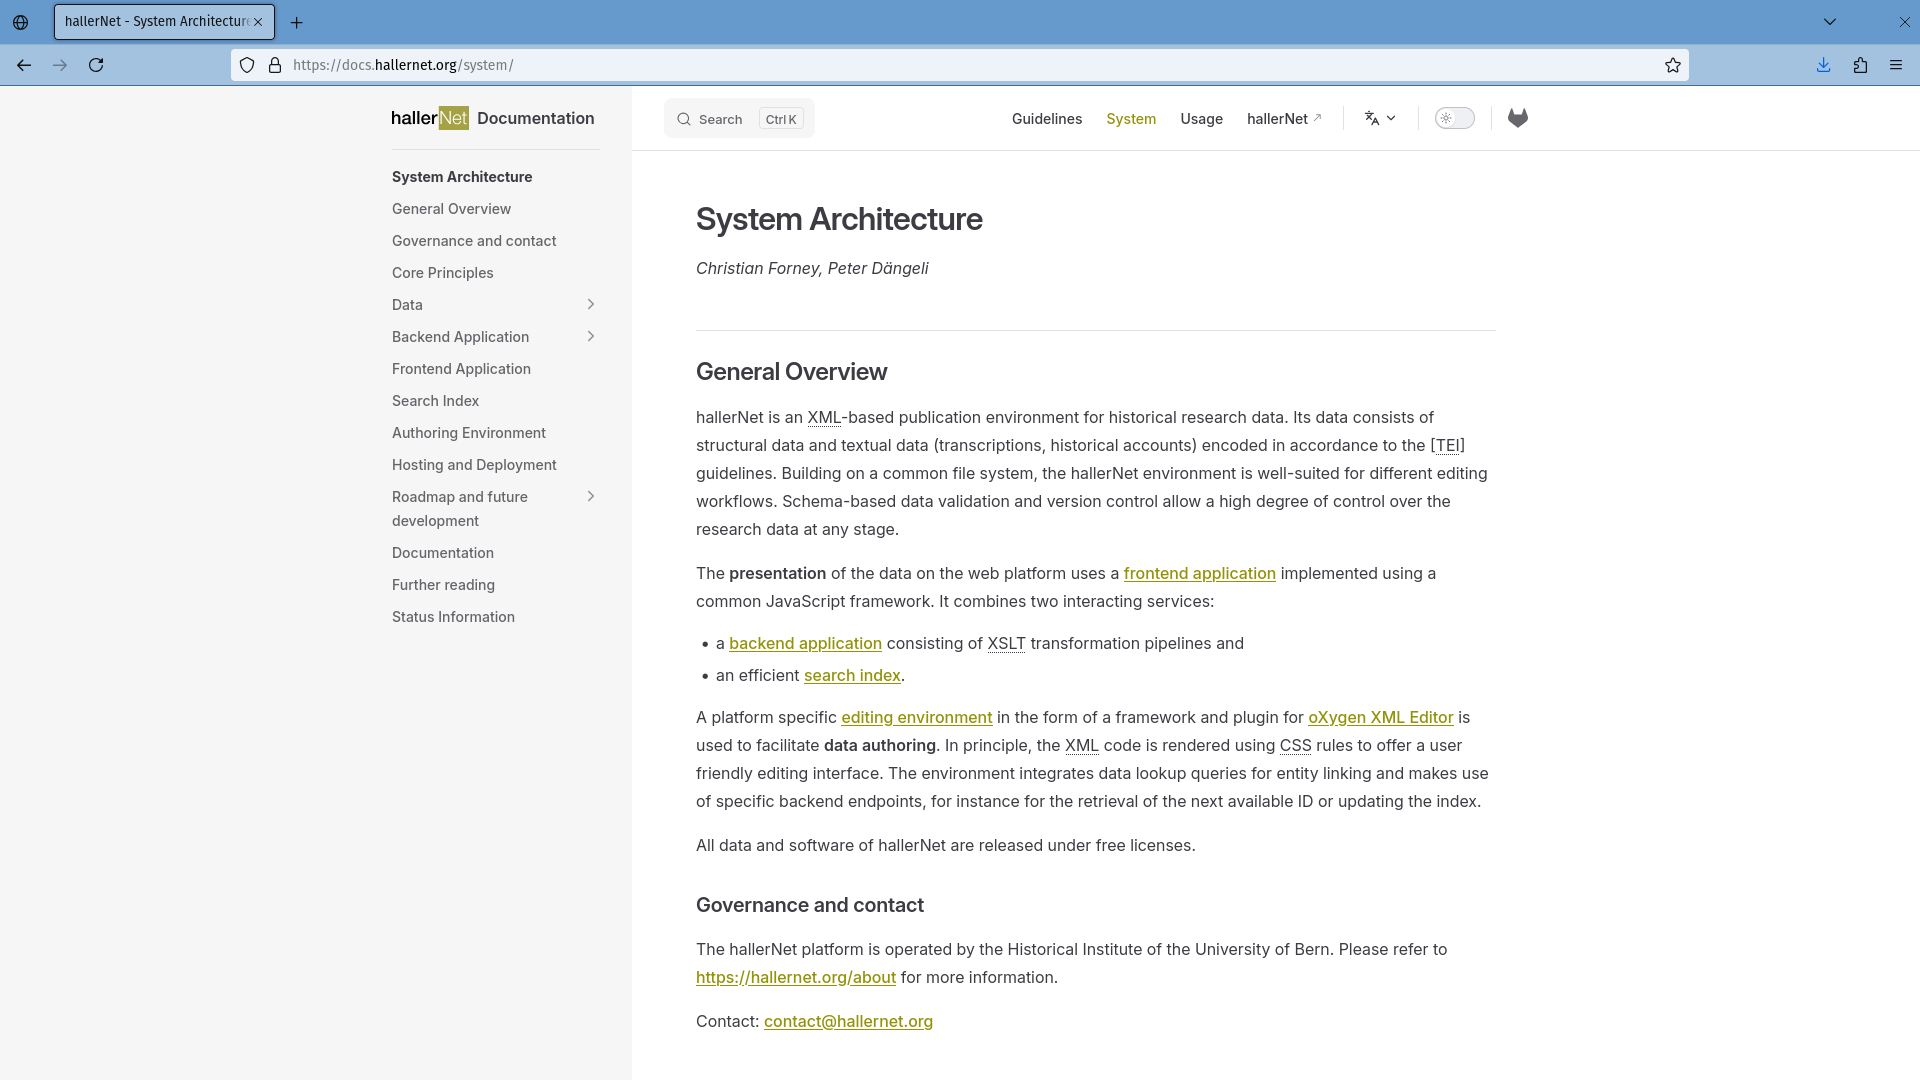 hallerNet - System Architecture
https://docs.hallernet.org/system/
hallerNet Documentation
Search Ctrl K
Guidelines System Usage hallerNet
System Architecture
General Overview
Governance and contact
Core Principles
Data
Backend Application
Frontend Application
Search Index
Authoring Environment
Hosting and Deployment
Roadmap and future
development
Documentation
Further reading
Status Information
System Architecture
Christian Forney, Peter Dängeli
General Overview
hallerNet is an XML-based publication environment for historical research data. Its data consists of
structural data and textual data (transcriptions, historical accounts) encoded in accordance to the [TEI]
guidelines. Building on a common file system, the hallerNet environment is well-suited for different editing
workflows. Schema-based data validation and version control allow a high degree of control over the
research data at any stage.
The presentation of the data on the web platform uses a frontend application implemented using a
common JavaScript framework. It combines two interacting services:
• a backend application consisting of XSLT transformation pipelines and
• an efficient search index.
A platform specific editing environment in the form of a framework and plugin for oXygen XML Editor is
used to facilitate data authoring. In principle, the XML code is rendered using CSS rules to offer a user
friendly editing interface. The environment integrates data lookup queries for entity linking and makes use
of specific backend endpoints, for instance for the retrieval of the next available ID or updating the index.
All data and software of hallerNet are released under free licenses.
Governance and contact
The hallerNet platform is operated by the Historical Institute of the University of Bern. Please refer to
https://hallernet.org/about for more information.
Contact: contact@hallernet.org